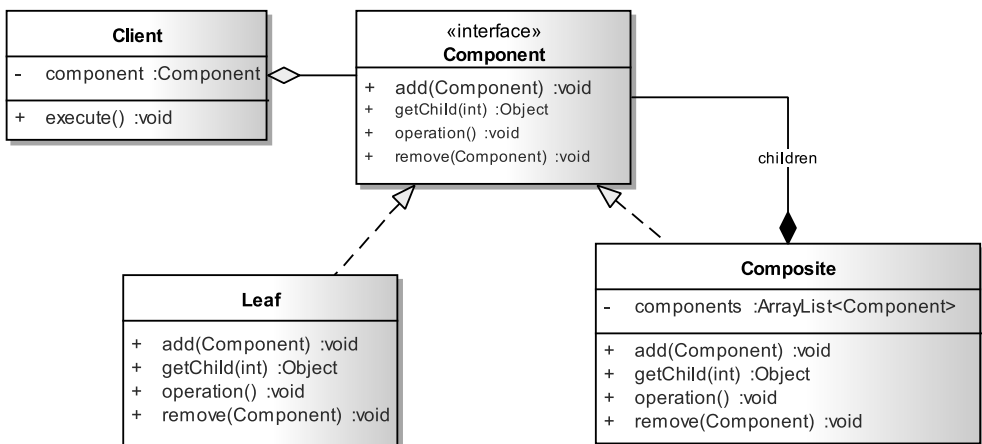 Client
- component :Component
+ execute() :void
«interface»
Component
+ add(Component) :void
+ getChild(int) :Object
+ operation() :void
+ remove(Component) :void
children
Leaf
+ add(Component) :void
+ getChild(int) :Object
+ operation() :void
+ remove(Component) :void
Composite
- components :ArrayList<Component>
+ add(Component) :void
+ getChild(int) :Object
+ operation() :void
+ remove(Component) :void